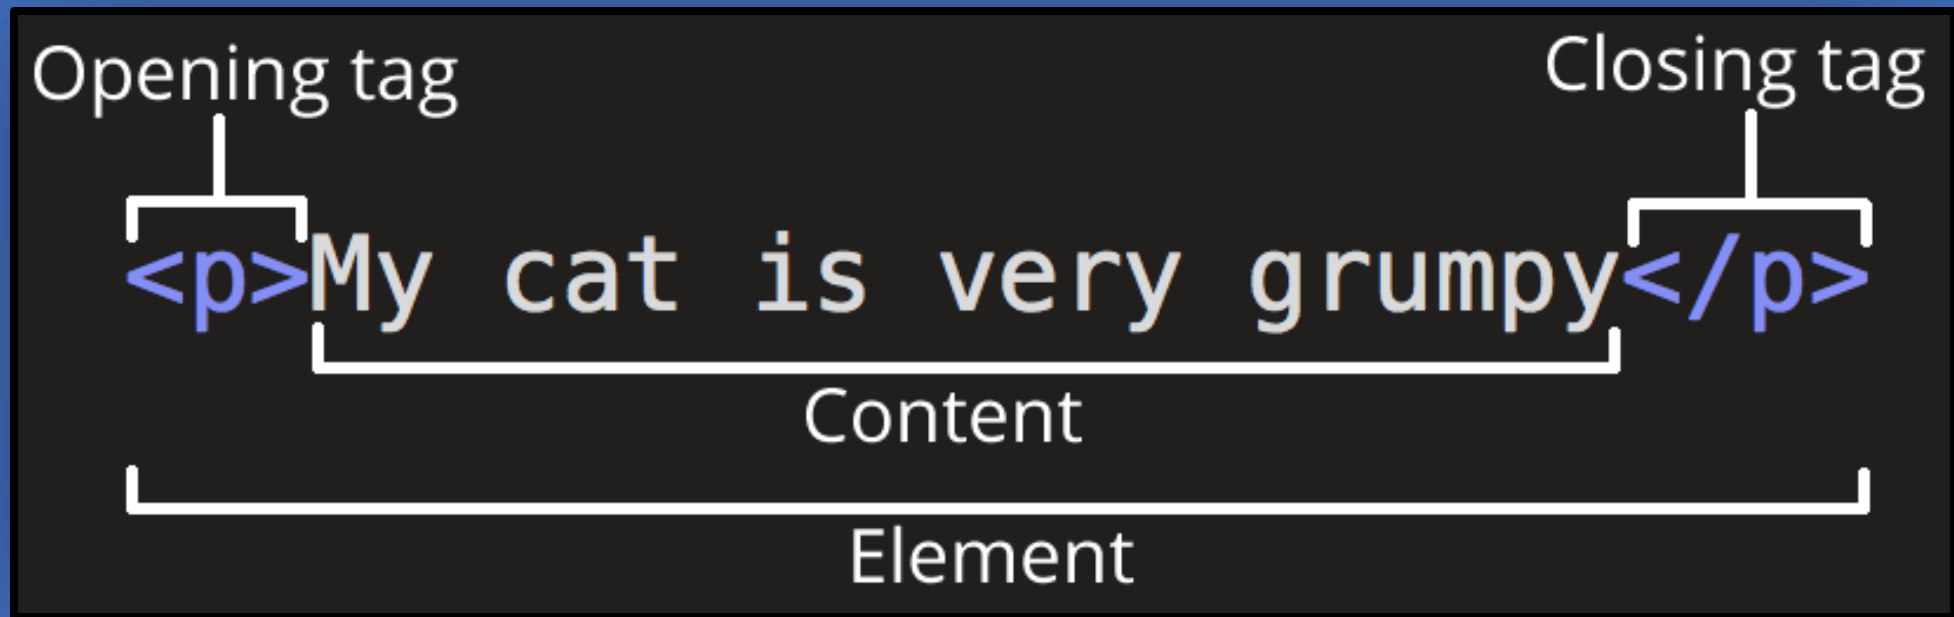 Opening tag
Closing tag
<p>My cat is very grumpy</p>
Content
Element